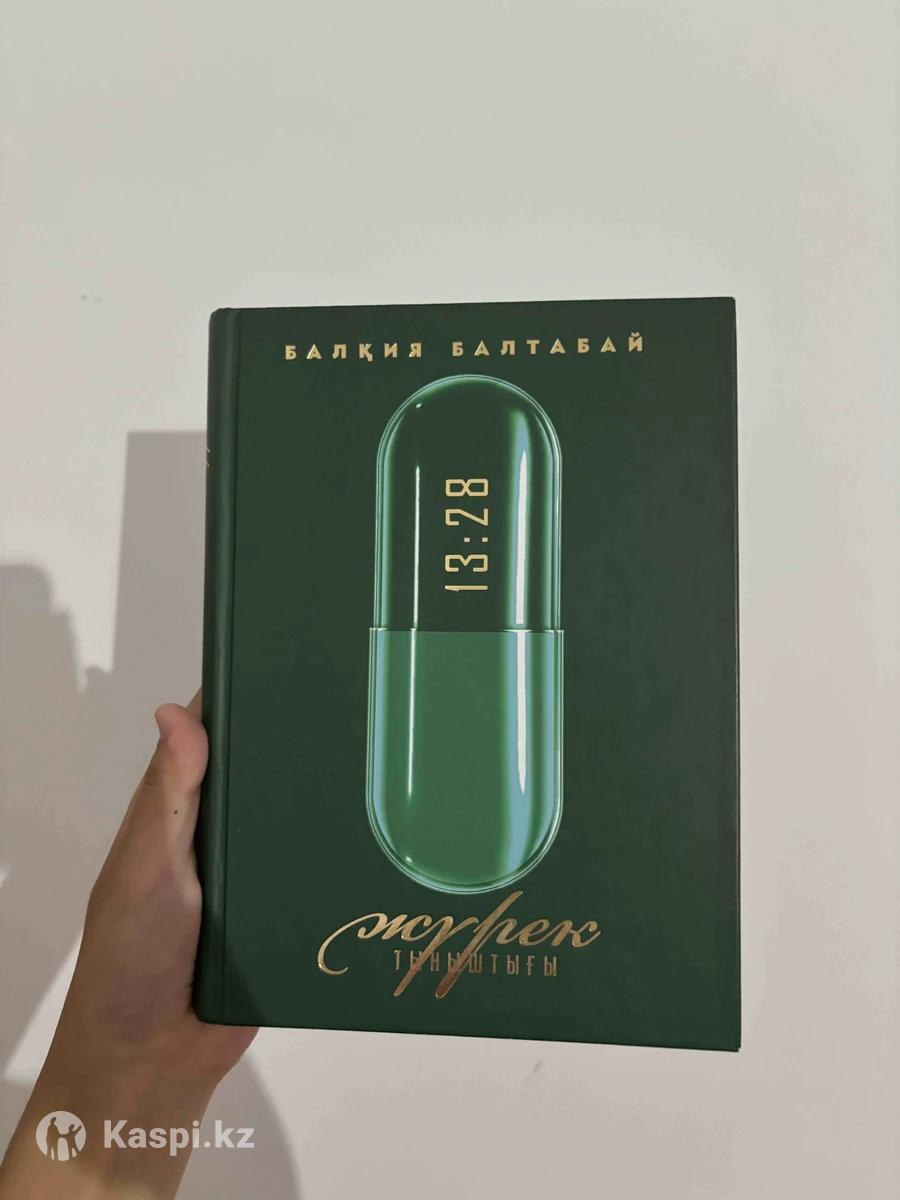 БАЛҚИЯ БАЛТАБАЙ
13:28
жүрек
ТЫНЫШТЫҒЫ
Kaspi.kz